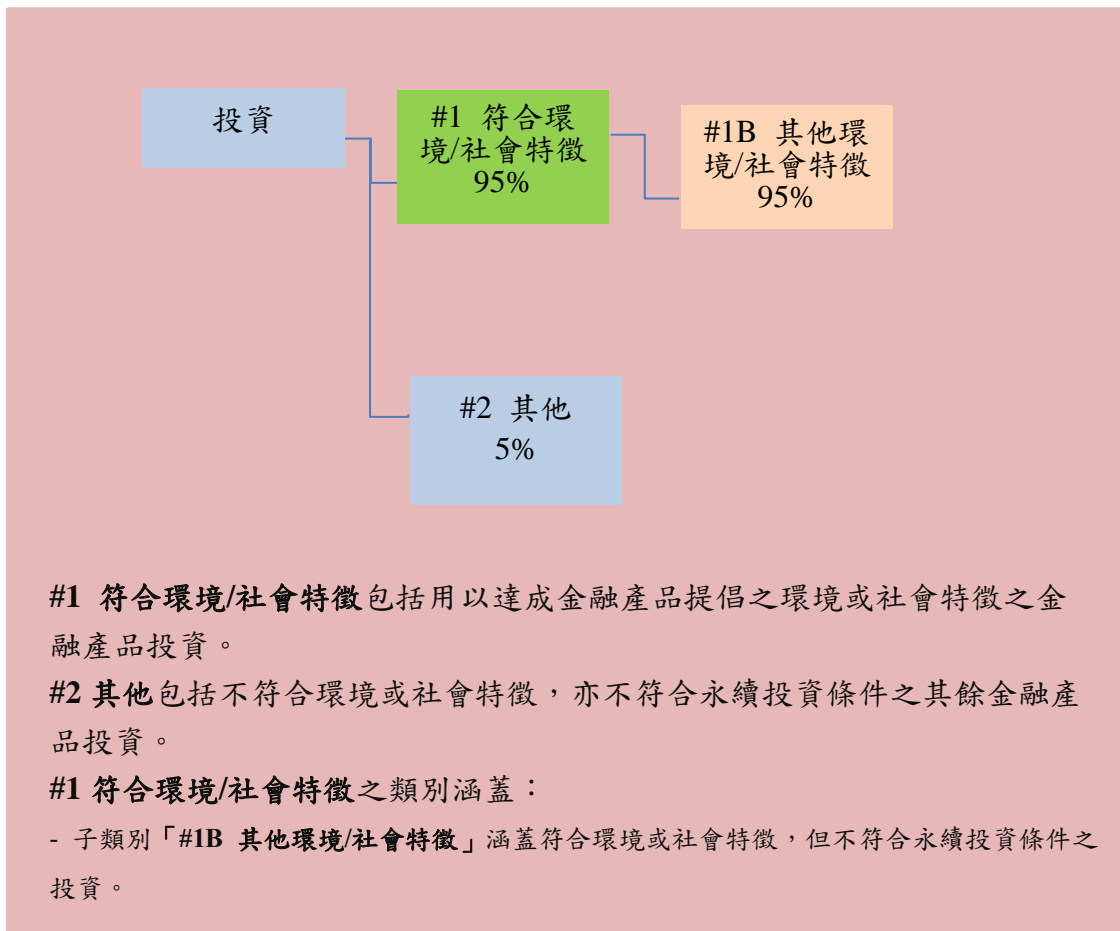 投資
#1 符合環
境/社會特徵
95%
#1B 其他環
境/社會特徵
95%
#2 其他
5%
#1 符合環境/社會特徵包括用以達成金融產品提倡之環境或社會特徵之金
融產品投資。
#2 其他包括不符合環境或社會特徵，亦不符合永續投資條件之其餘金融產
品投資。
#1 符合環境/社會特徵之類別涵蓋：
- 子類別「#1B 其他環境/社會特徵」涵蓋符合環境或社會特徵，但不符合永續投資條件之
投資。